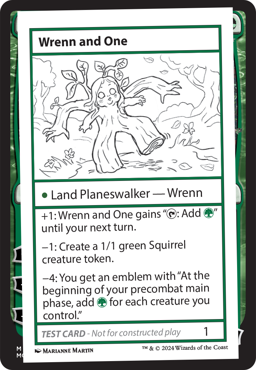 Wrenn and One
• Land Planeswalker — Wrenn
+1: Wrenn and One gains “: Add ”
until your next turn.
−1: Create a 1/1 green Squirrel
creature token.
−4: You get an emblem with “At the
beginning of your precombat main
phase, add for each creature you
control.”
TEST CARD - Not for constructed play 1
MARIANNE MARTIN ™ & © 2024 Wizards of the Coast